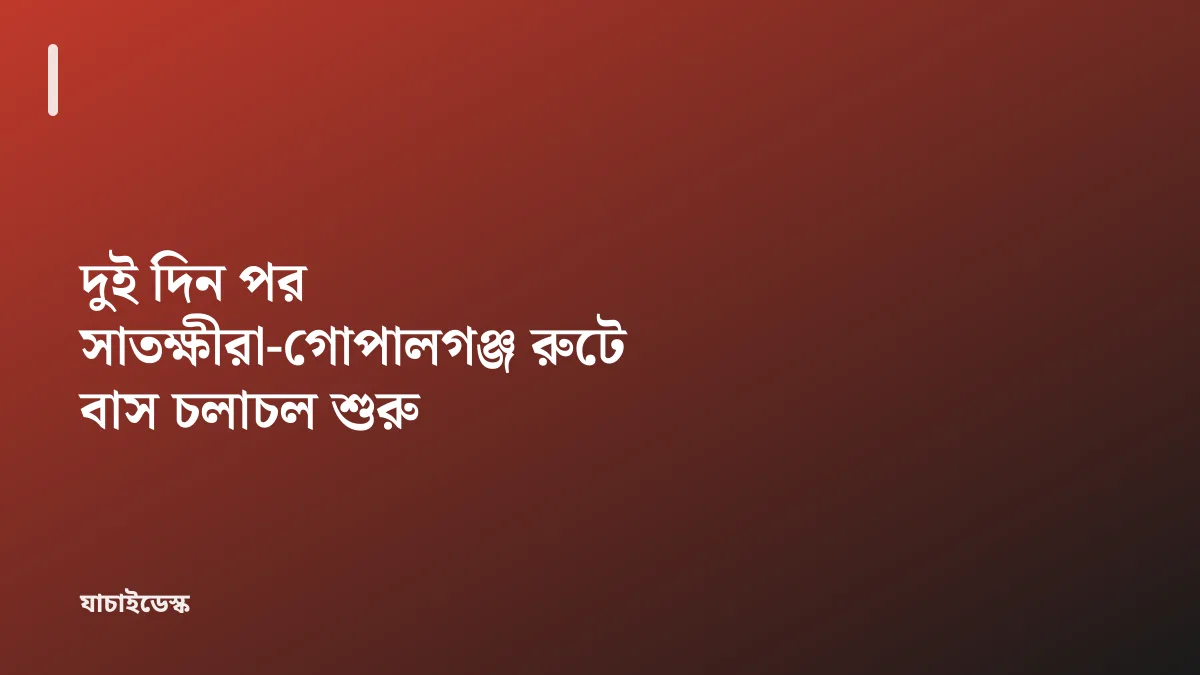 দুই দিন পর
সাতক্ষীরা-গোপালগঞ্জ রুটে
বাস চলাচল শুরু
যাচাইডেস্ক